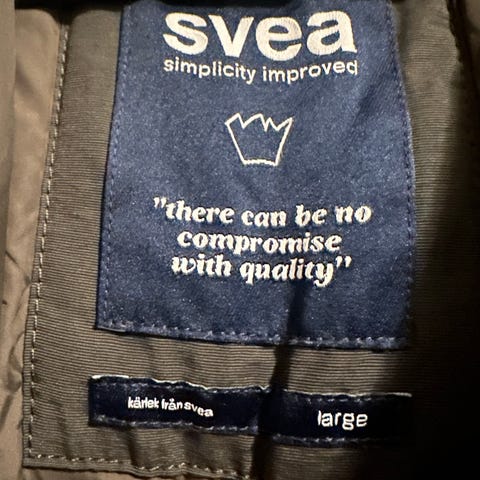 svea
simplicity improved
"there can be no
compromise
with quality"
kärlek från svea
large